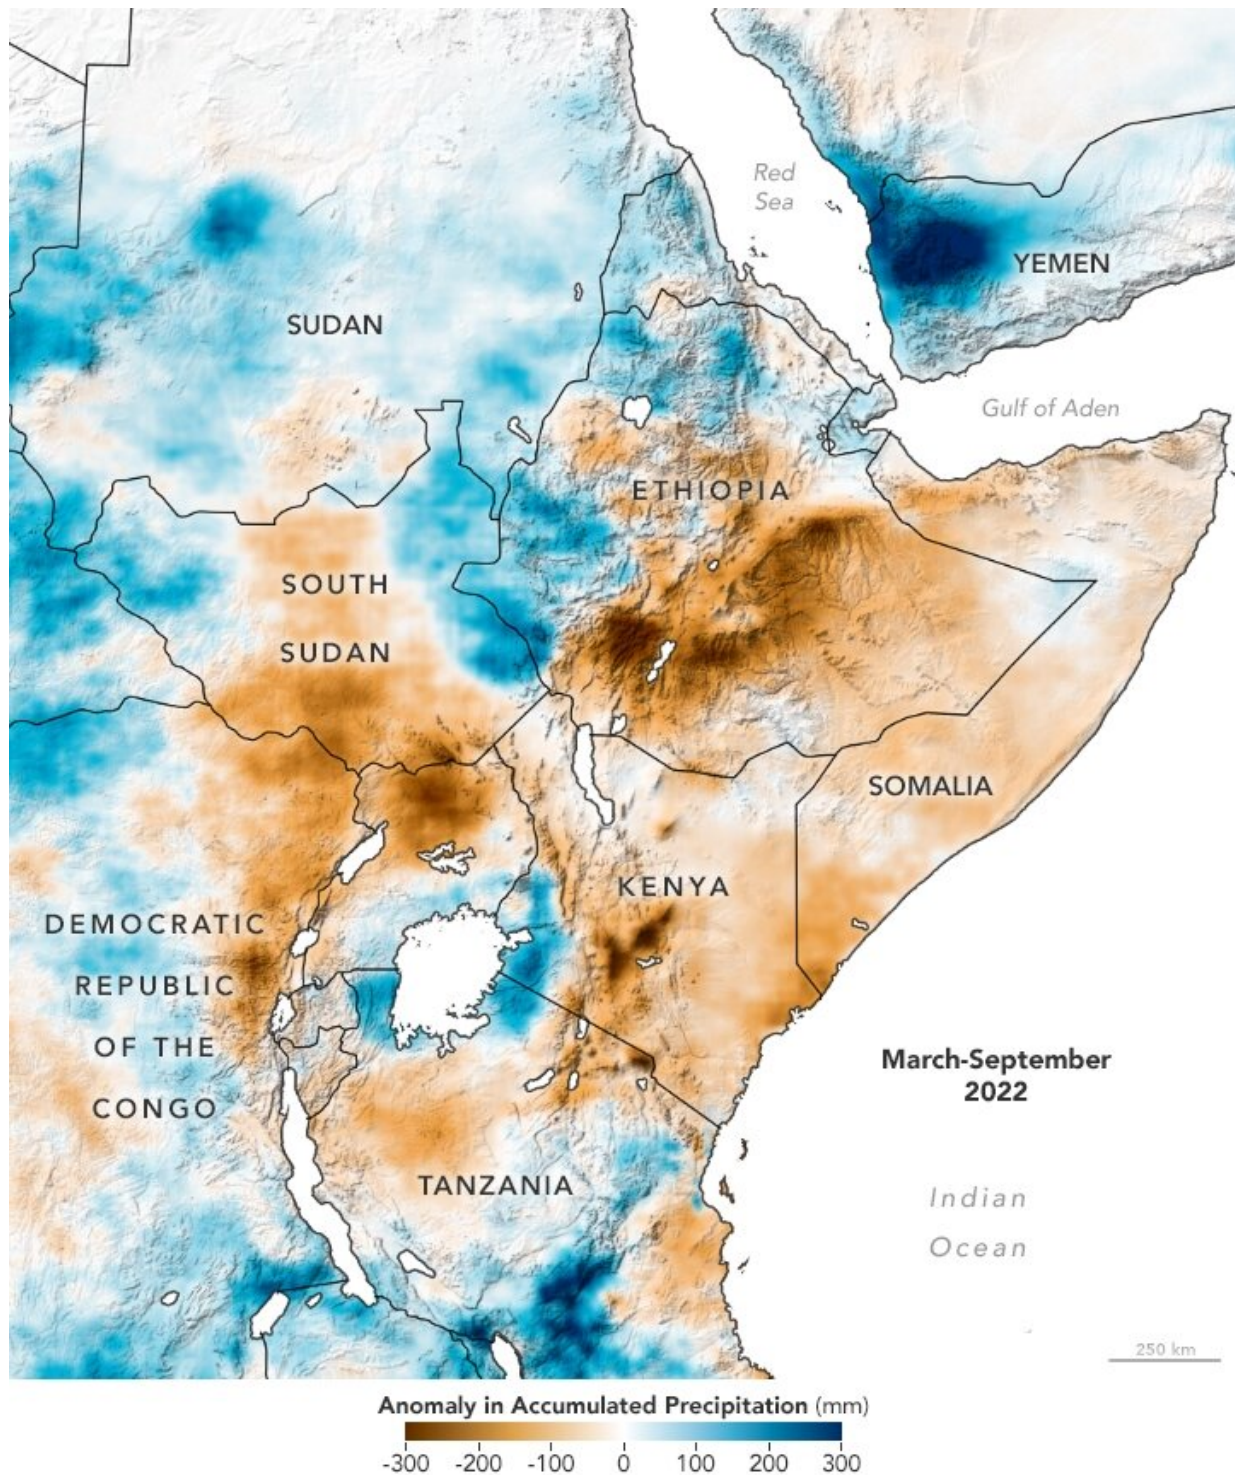 Red
Sea
YEMEN
SUDAN
Gulf of Aden
ETHIOPIA
SOUTH
SUDAN
SOMALIA
KENYA
DEMOCRATIC
REPUBLIC
OF THE
CONGO
March-September
2022
TANZANIA
Indian
Ocean
250 km
Anomaly in Accumulated Precipitation (mm)
-300 -200 -100 0 100 200 300